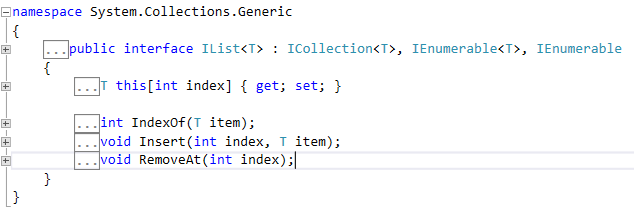 namespace System.Collections.Generic
{
...public interface IList<T> : ICollection<T>, IEnumerable<T>, IEnumerable
{
...T this[int index] { get; set; }
...int IndexOf(T item);
...void Insert(int index, T item);
...void RemoveAt(int index);
}
}